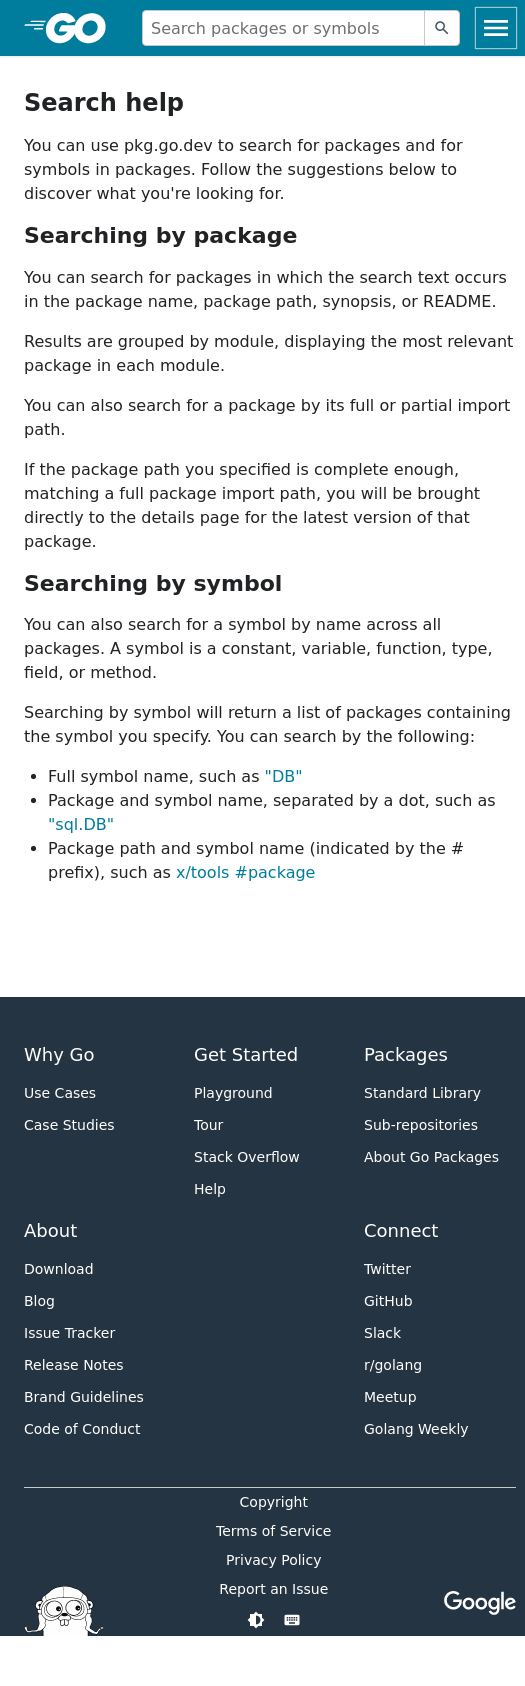 GO
Search packages or symbols
Search help
You can use pkg.go.dev to search for packages and for
symbols in packages. Follow the suggestions below to
discover what you're looking for.
Searching by package
You can search for packages in which the search text occurs
in the package name, package path, synopsis, or README.
Results are grouped by module, displaying the most relevant
package in each module.
You can also search for a package by its full or partial import
path.
If the package path you specified is complete enough,
matching a full package import path, you will be brought
directly to the details page for the latest version of that
package.
Searching by symbol
You can also search for a symbol by name across all
packages. A symbol is a constant, variable, function, type,
field, or method.
Searching by symbol will return a list of packages containing
the symbol you specify. You can search by the following:
• Full symbol name, such as "DB"
• Package and symbol name, separated by a dot, such as
"sql.DB"
• Package path and symbol name (indicated by the #
prefix), such as x/tools #package
Why Go
Use Cases
Case Studies
Get Started
Playground
Tour
Stack Overflow
Help
Packages
Standard Library
Sub-repositories
About Go Packages
About
Download
Blog
Issue Tracker
Release Notes
Brand Guidelines
Code of Conduct
Connect
Twitter
GitHub
Slack
r/golang
Meetup
Golang Weekly
Copyright
Terms of Service
Privacy Policy
Report an Issue
Google